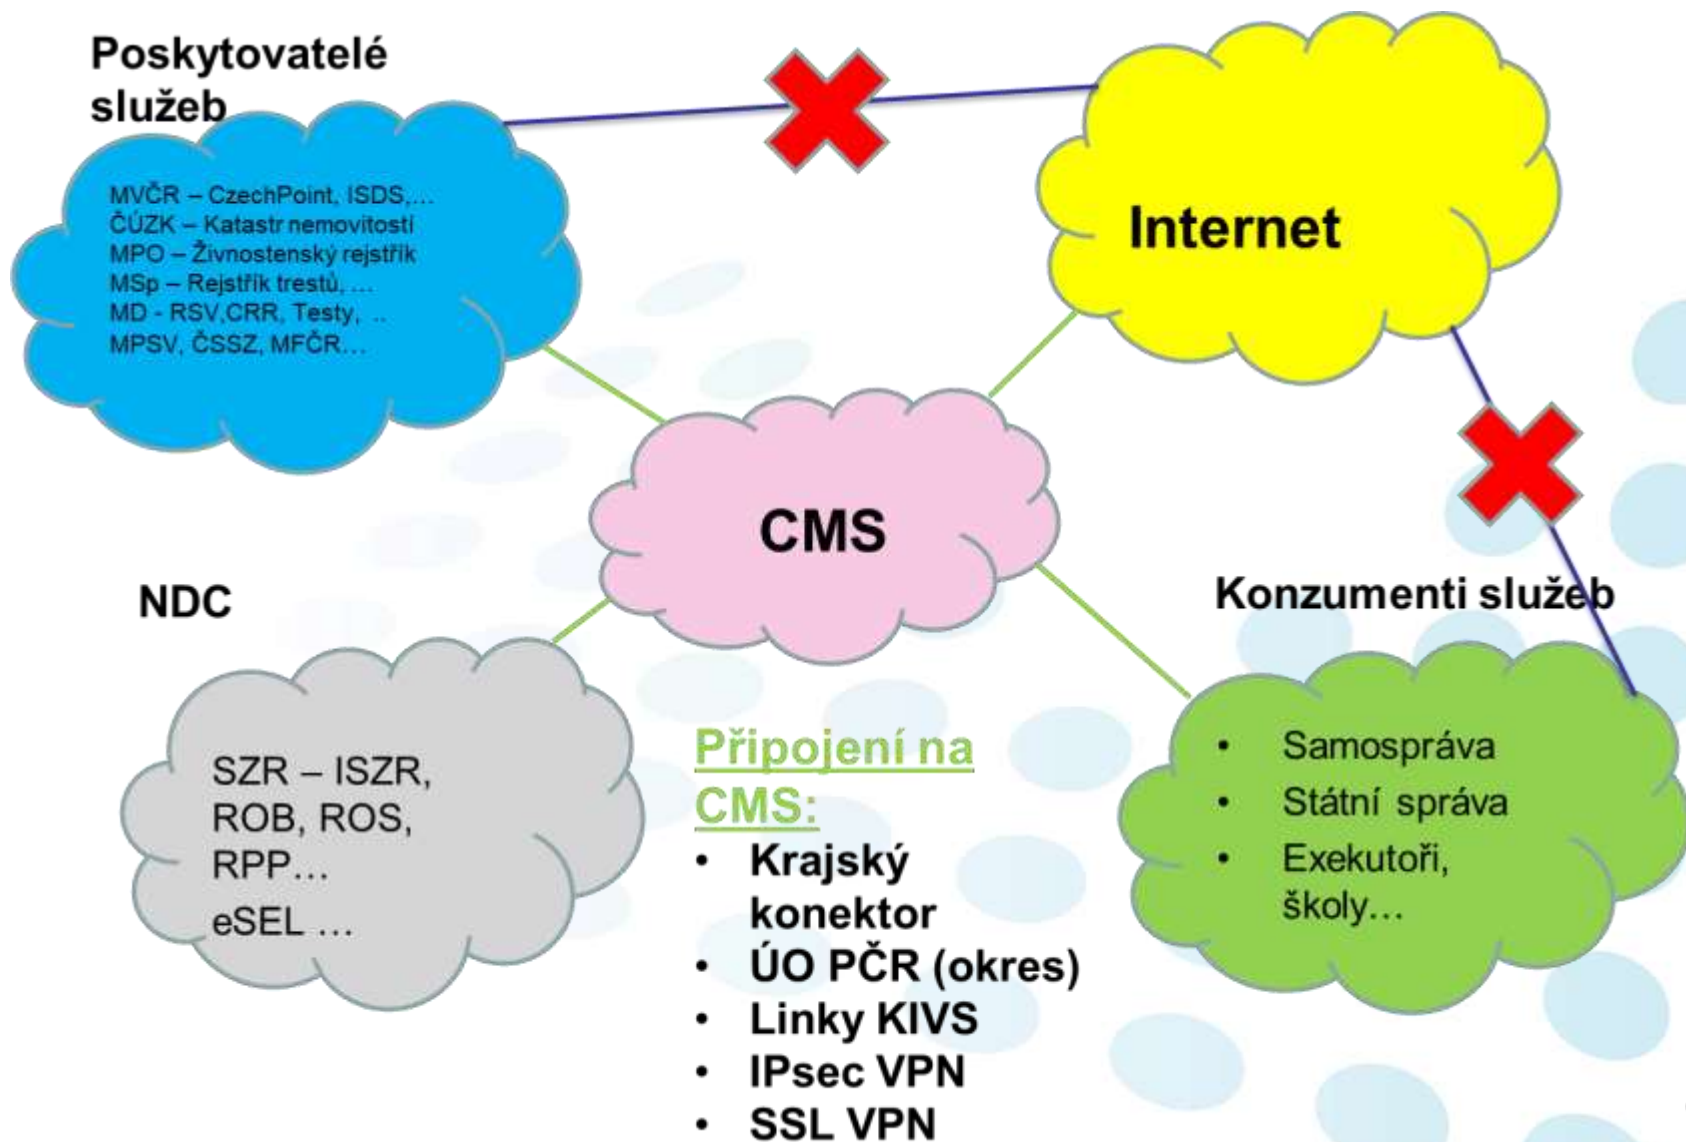 Poskytovatelé
služeb
MVČR – CzechPoint, ISDS,…
ČÚZK – Katastr nemovitostí
MPO – Živnostenský rejstřík
MSp – Rejstřík trestů, …
MD - RSV,CRR, Testy, ..
MPSV, ČSSZ, MFČR…
Internet
CMS
NDC
SZR – ISZR,
ROB, ROS,
RPP…
eSEL …
Připojení na
CMS:
• Krajský
konektor
• ÚO PČR (okres)
• Linky KIVS
• IPsec VPN
• SSL VPN
Konzumenti služeb
• Samospráva
• Státní správa
• Exekutoři,
školy…